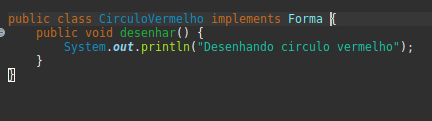 public class CirculoVermelho implements Forma {
public void desenhar() {
System.out.println("Desenhando circulo vermelho");
}
}